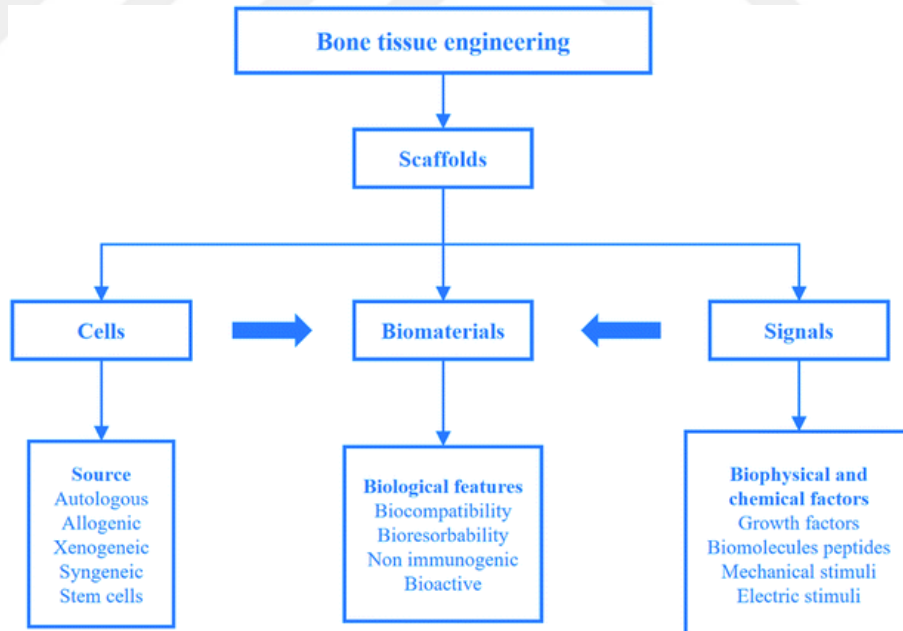 Bone tissue engineering
Scaffolds
Cells
Biomaterials
Signals
Source
Autologous
Allogenic
Xenogeneic
Syngeneic
Stem cells
Biological features
Biocompatibility
Bioresorbability
Non immunogenic
Bioactive
Biophysical and
chemical factors
Growth factors
Biomolecules peptides
Mechanical stimuli
Electric stimuli